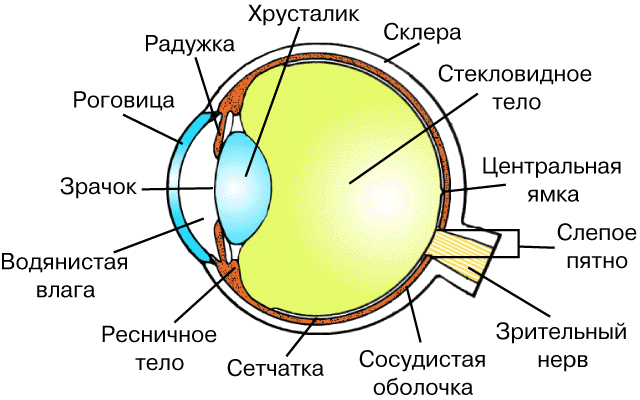 Хрусталик
Склера
Радужка
Стекловидное
тело
Роговица
Центральная
ямка
Зрачок
Слепое
пятно
Водянистая
влага
Ресничное
тело
Зрительный
нерв
Сетчатка
Сосудистая
оболочка